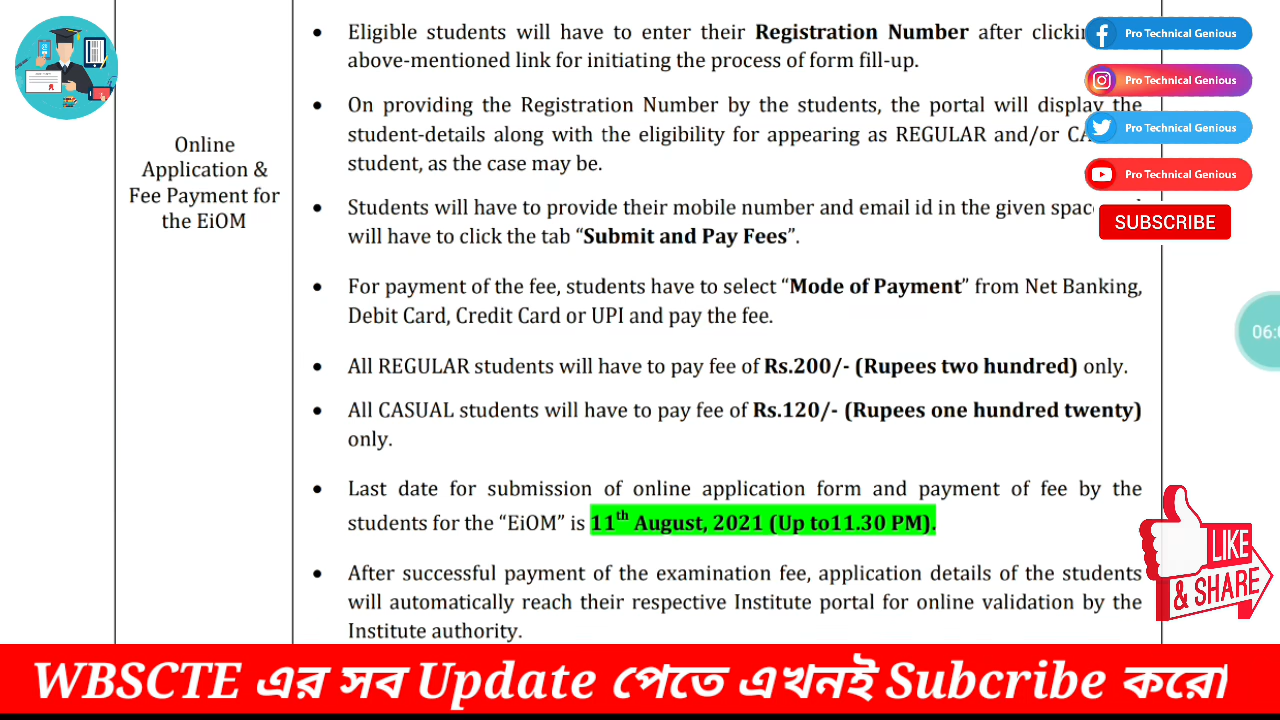 Eligible students will have to enter their Registration Number after
above-mentioned link for initiating the process of form fill-up.
On providing the Registration Number by the students, the portal will display the
student-details along with the eligibility for appearing as REGULAR and/or
student, as the case may be.
Online
Application &
Fee Payment for
the EiOM
Students will have to provide their mobile number and email id in the given
will have to click the tab “Submit and Pay Fees”.
For payment of the fee, students have to select “Mode of Payment” from Net Banking,
Debit Card, Credit Card or UPI and pay the fee.
All REGULAR students will have to pay fee of Rs.200/- (Rupees two hundred) only.
All CASUAL students will have to pay fee of Rs.120/- (Rupees one hundred twenty)
only.
Last date for submission of online application form and payment of fee by the
students for the “EiOM” is 11th August, 2021 (Up to11.30 PM).
After successful payment of the examination fee, application details of the students
will automatically reach their respective Institute portal for online validation by the
Institute authority.
Pro Technical Genious
Pro Technical Genious
Pro Technical Genious
Pro Technical Genious
SUBSCRIBE
LIKE
& SHARE
WBSCTE এর সব Update পেতে এখনই Subcribe করো